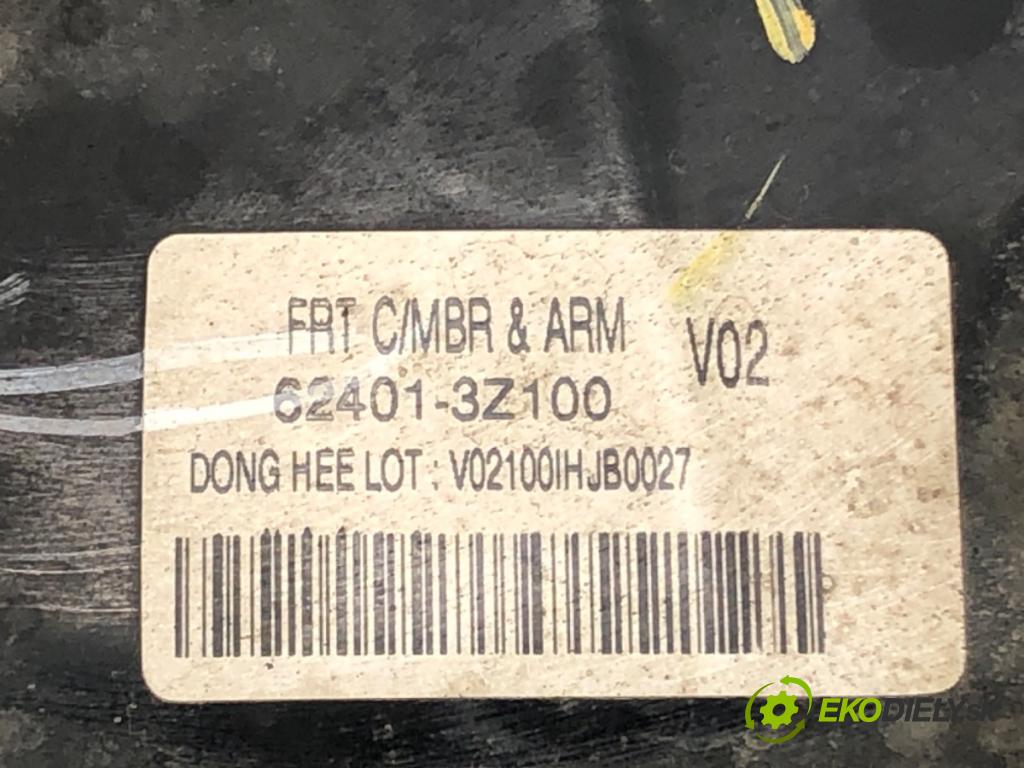 FRT C/MBR & ARM
V02
62401-3Z100
DONG HEE LOT : V02100IHJB0027
EKODIELY.SK